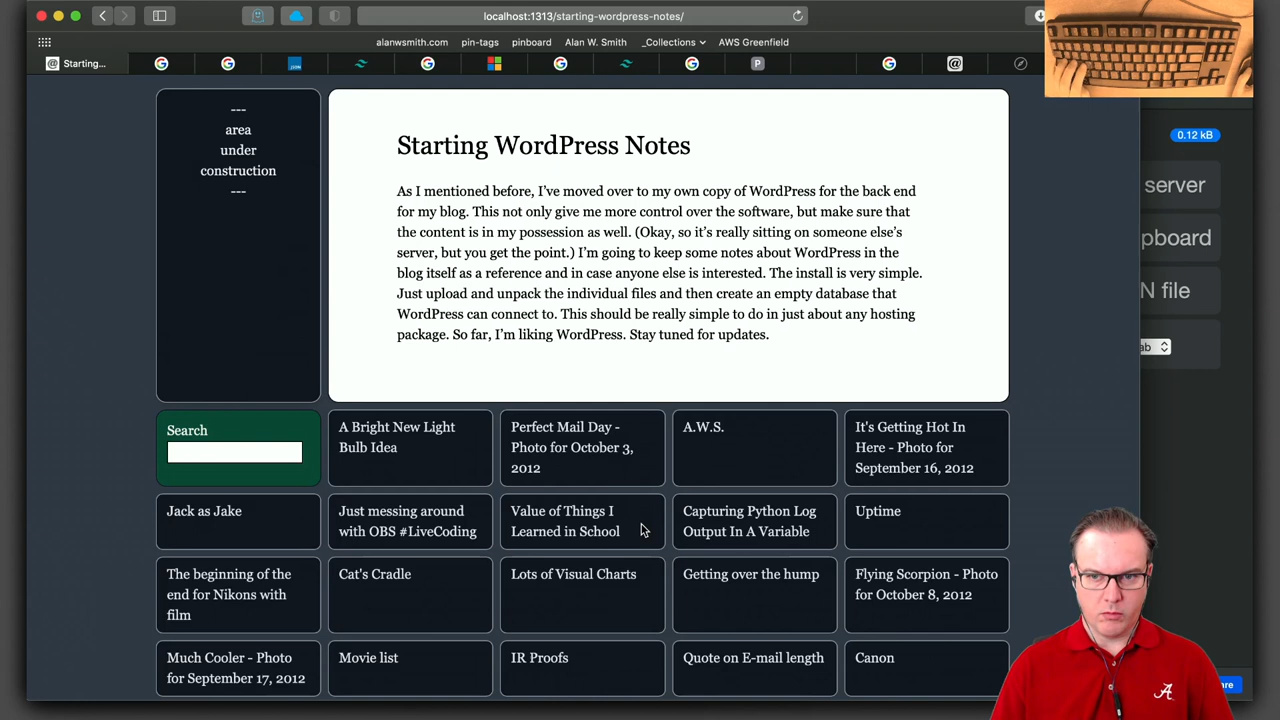 localhost:1313/starting-wordpress-notes/
alanwsmith.com
pin-tags
pinboard
Alan W. Smith
_Collections
AWS Greenfield
Starting...
JSON
P
@
---
area
under
construction
---
Starting WordPress Notes
As I mentioned before, I've moved over to my own copy of WordPress for the back end
for my blog. This not only give me more control over the software, but make sure that
the content is in my possession as well. (Okay, so it's really sitting on someone else's
server, but you get the point.) I'm going to keep some notes about WordPress in the
blog itself as a reference and in case anyone else is interested. The install is very simple.
Just upload and unpack the individual files and then create an empty database that
WordPress can connect to. This should be really simple to do in just about any hosting
package. So far, I'm liking WordPress. Stay tuned for updates.
0.12 kB
server
pboard
N file
ab
Search
A Bright New Light
Bulb Idea
Perfect Mail Day -
Photo for October 3,
2012
A.W.S.
It's Getting Hot In
Here - Photo for
September 16, 2012
Jack as Jake
Just messing around
with OBS #LiveCoding
Value of Things I
Learned in School
Capturing Python Log
Output In A Variable
Uptime
The beginning of the
end for Nikons with
film
Cat's Cradle
Lots of Visual Charts
Getting over the hump
Flying Scorpion - Photo
for October 8, 2012
Much Cooler - Photo
for September 17, 2012
Movie list
IR Proofs
Quote on E-mail length
Canon
are
A